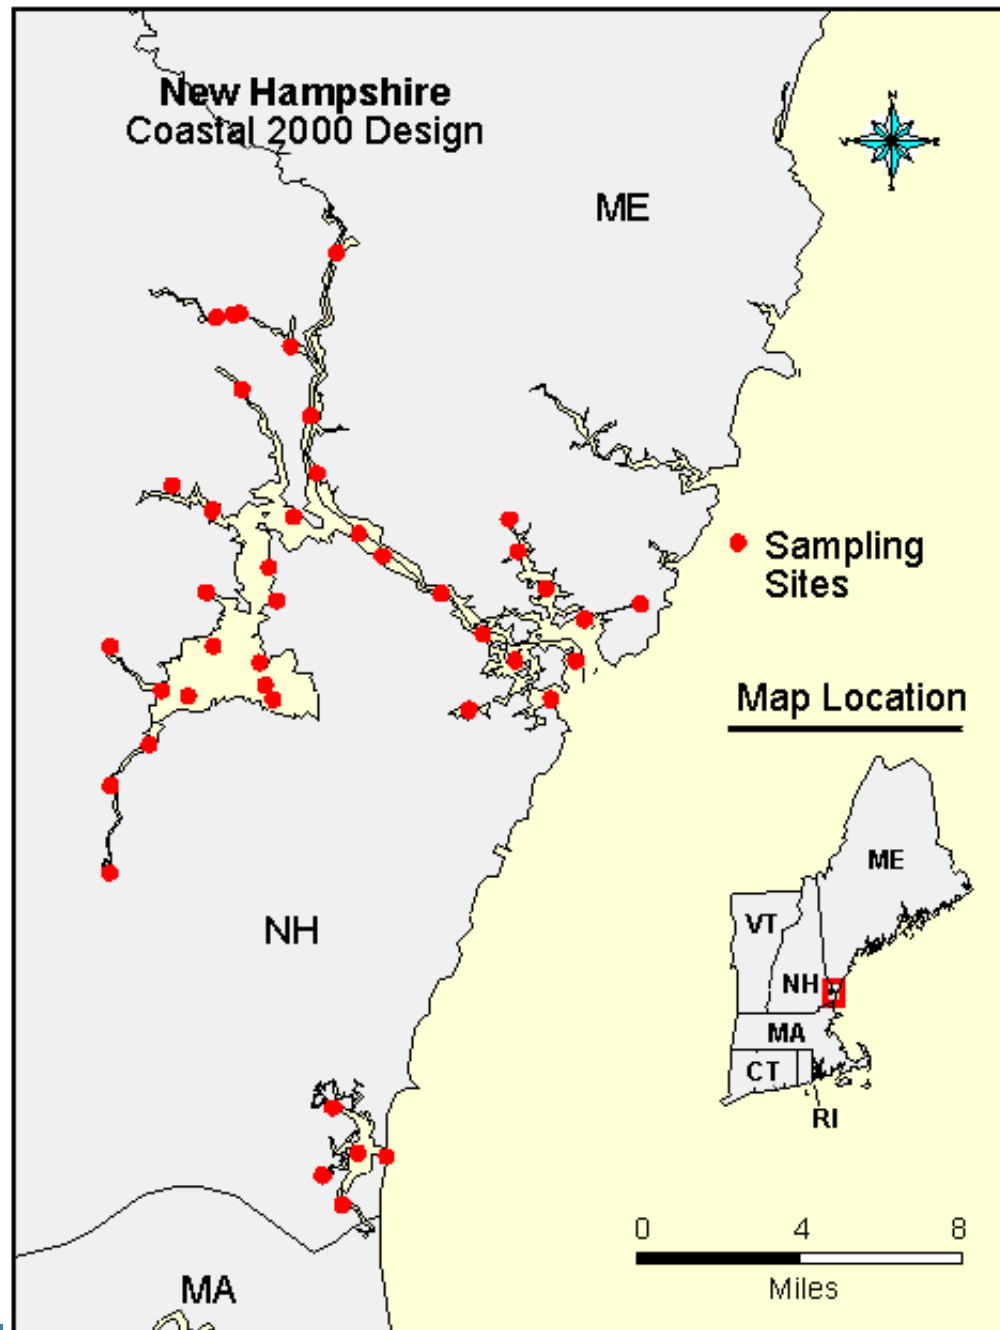 New Hampshire
Coastal 2000 Design
N
E
S
ME
Sampling
Sites
Map Location
ME
VT
NH
NH
MA
CT
RI
0 4 8
Miles
MA